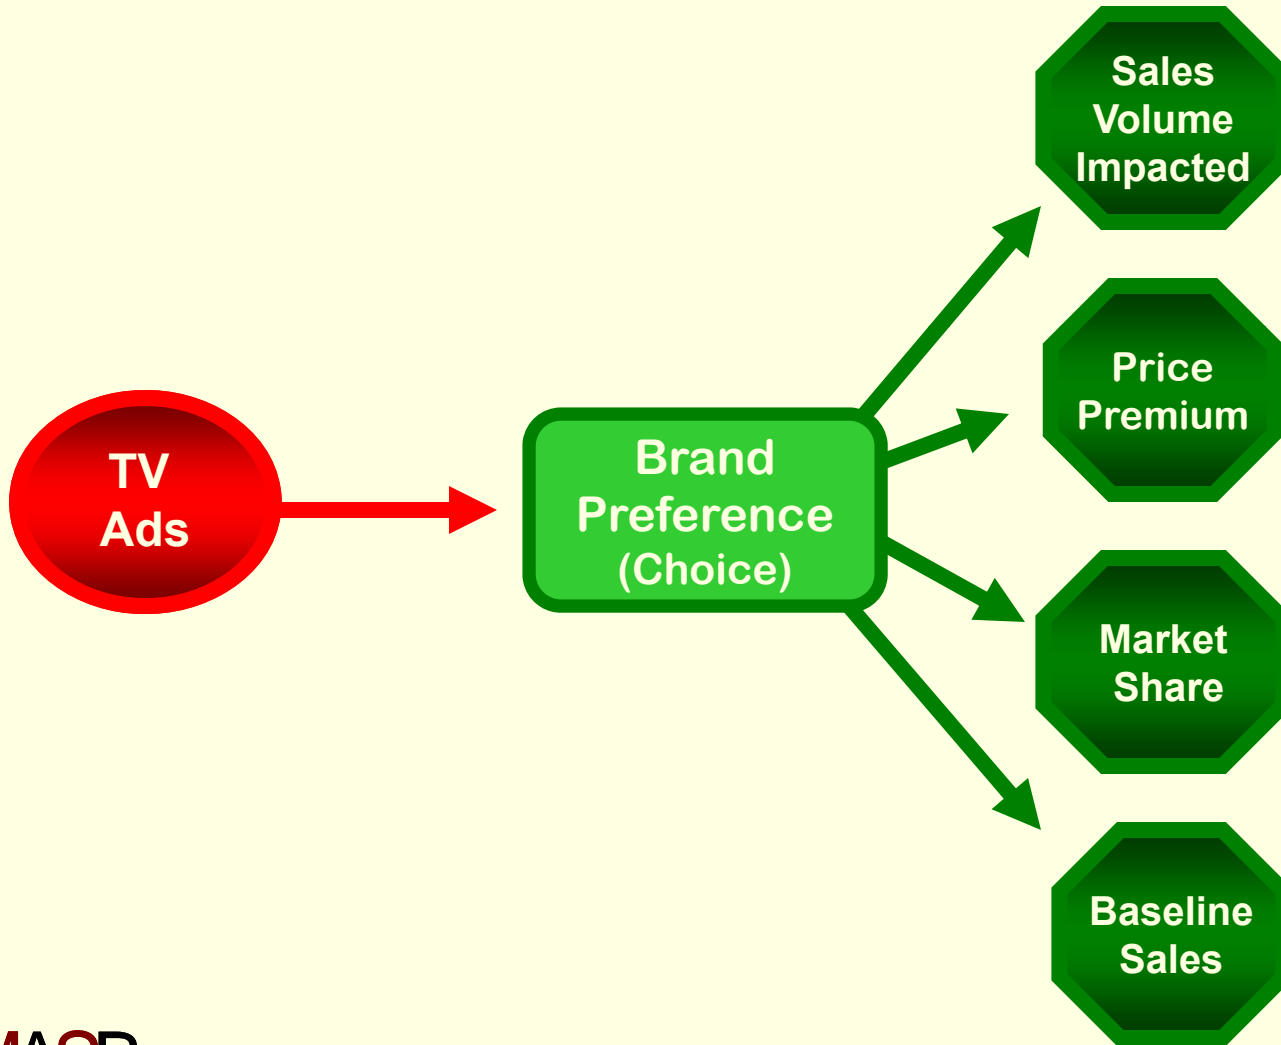 Sales
Volume
Impacted
Price
Premium
TV
Ads
Brand
Preference
(Choice)
Market
Share
Baseline
Sales